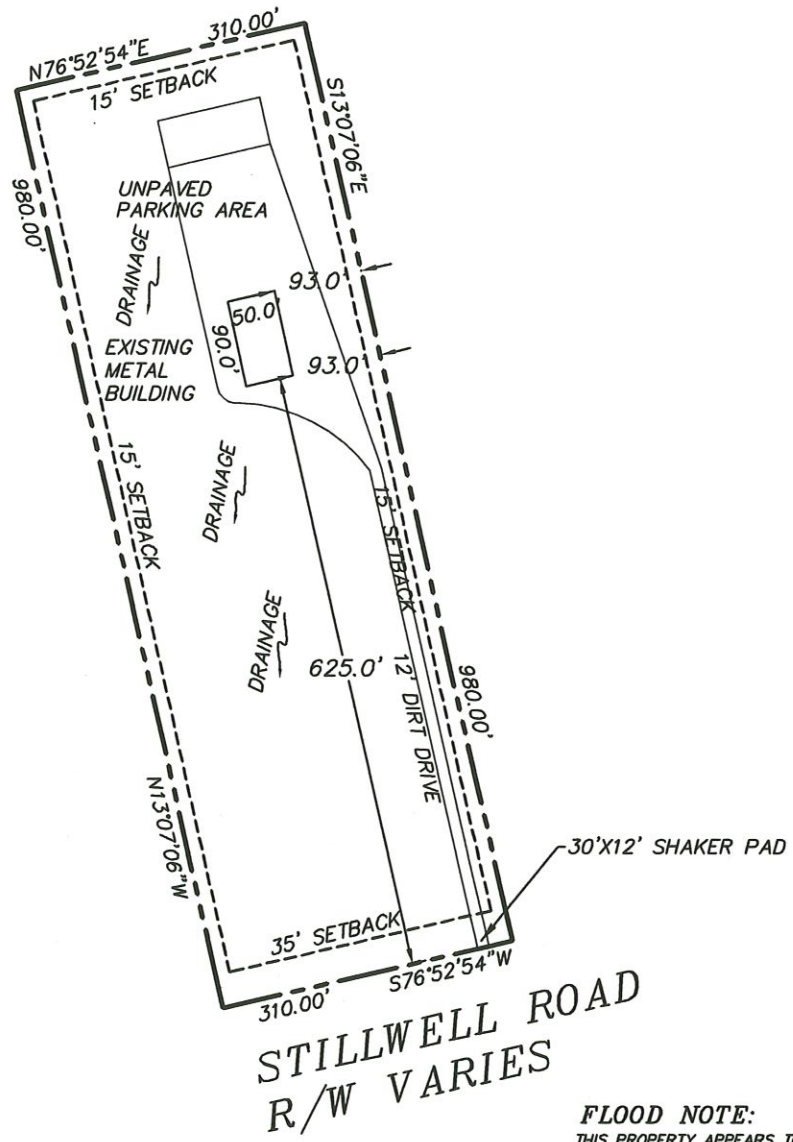 310.00'
N76°52'54"E
15' SETBACK
S13°07'06"E
980.00'
UNPAVED
PARKING AREA
DRAINAGE
93.0'
50.0'
90.0'
EXISTING
METAL
BUILDING
93.0'
15' SETBACK
DRAINAGE
15' SETBACK
DRAINAGE
625.0'
12' DIRT DRIVE
980.00'
N13°07'06"W
30'X12' SHAKER PAD
35' SETBACK
S76°52'54"W
310.00'
STILLWELL ROAD
R/W VARIES
FLOOD NOTE:
THIS PROPERTY APPEARS